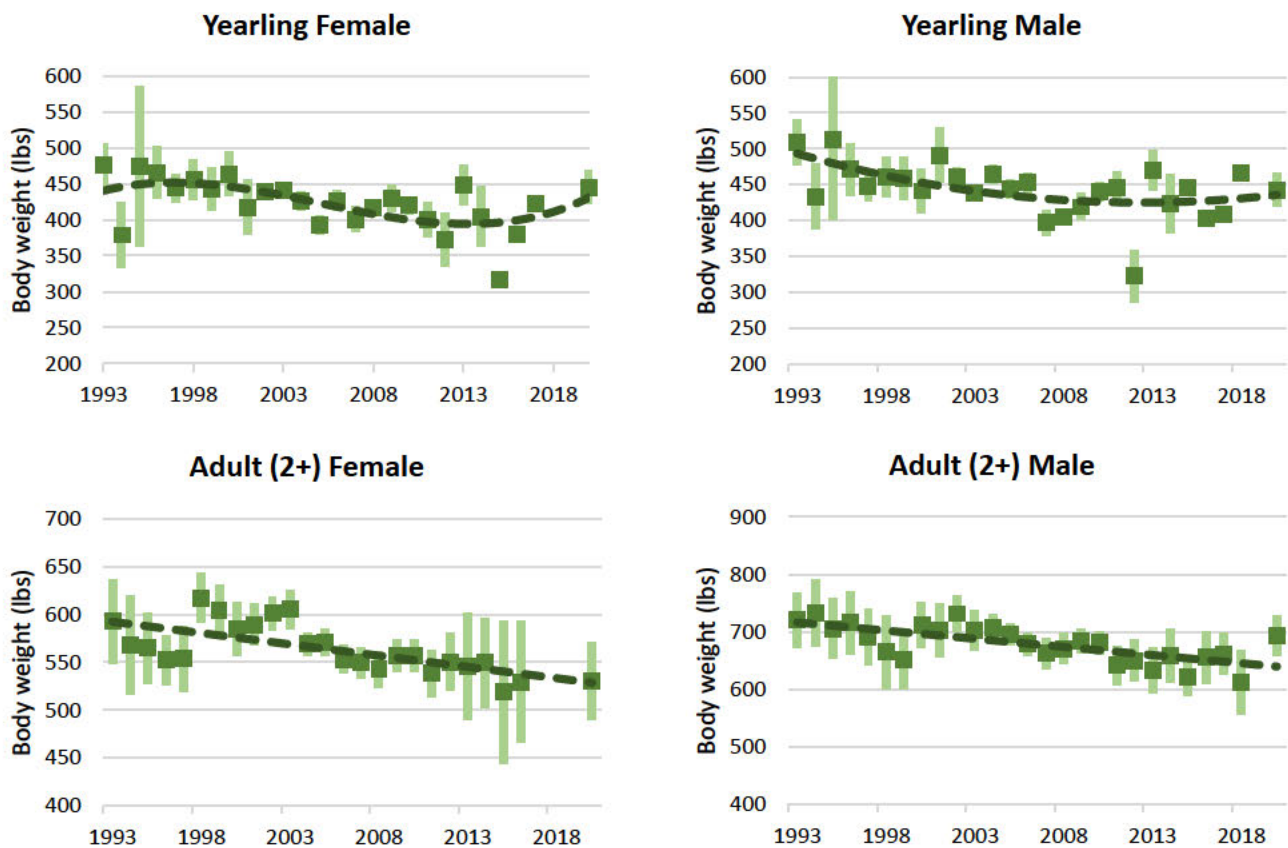 Yearling Female
Body weight (lbs)
600
550
500
450
400
350
300
250
200
1993 1998 2003 2008 2013 2018
Yearling Male
Body weight (lbs)
600
550
500
450
400
350
300
250
200
1993 1998 2003 2008 2013 2018
Adult (2+) Female
Body weight (lbs)
700
650
600
550
500
450
400
1993 1998 2003 2008 2013 2018
Adult (2+) Male
Body weight (lbs)
900
800
700
600
500
400
1993 1998 2003 2008 2013 2018